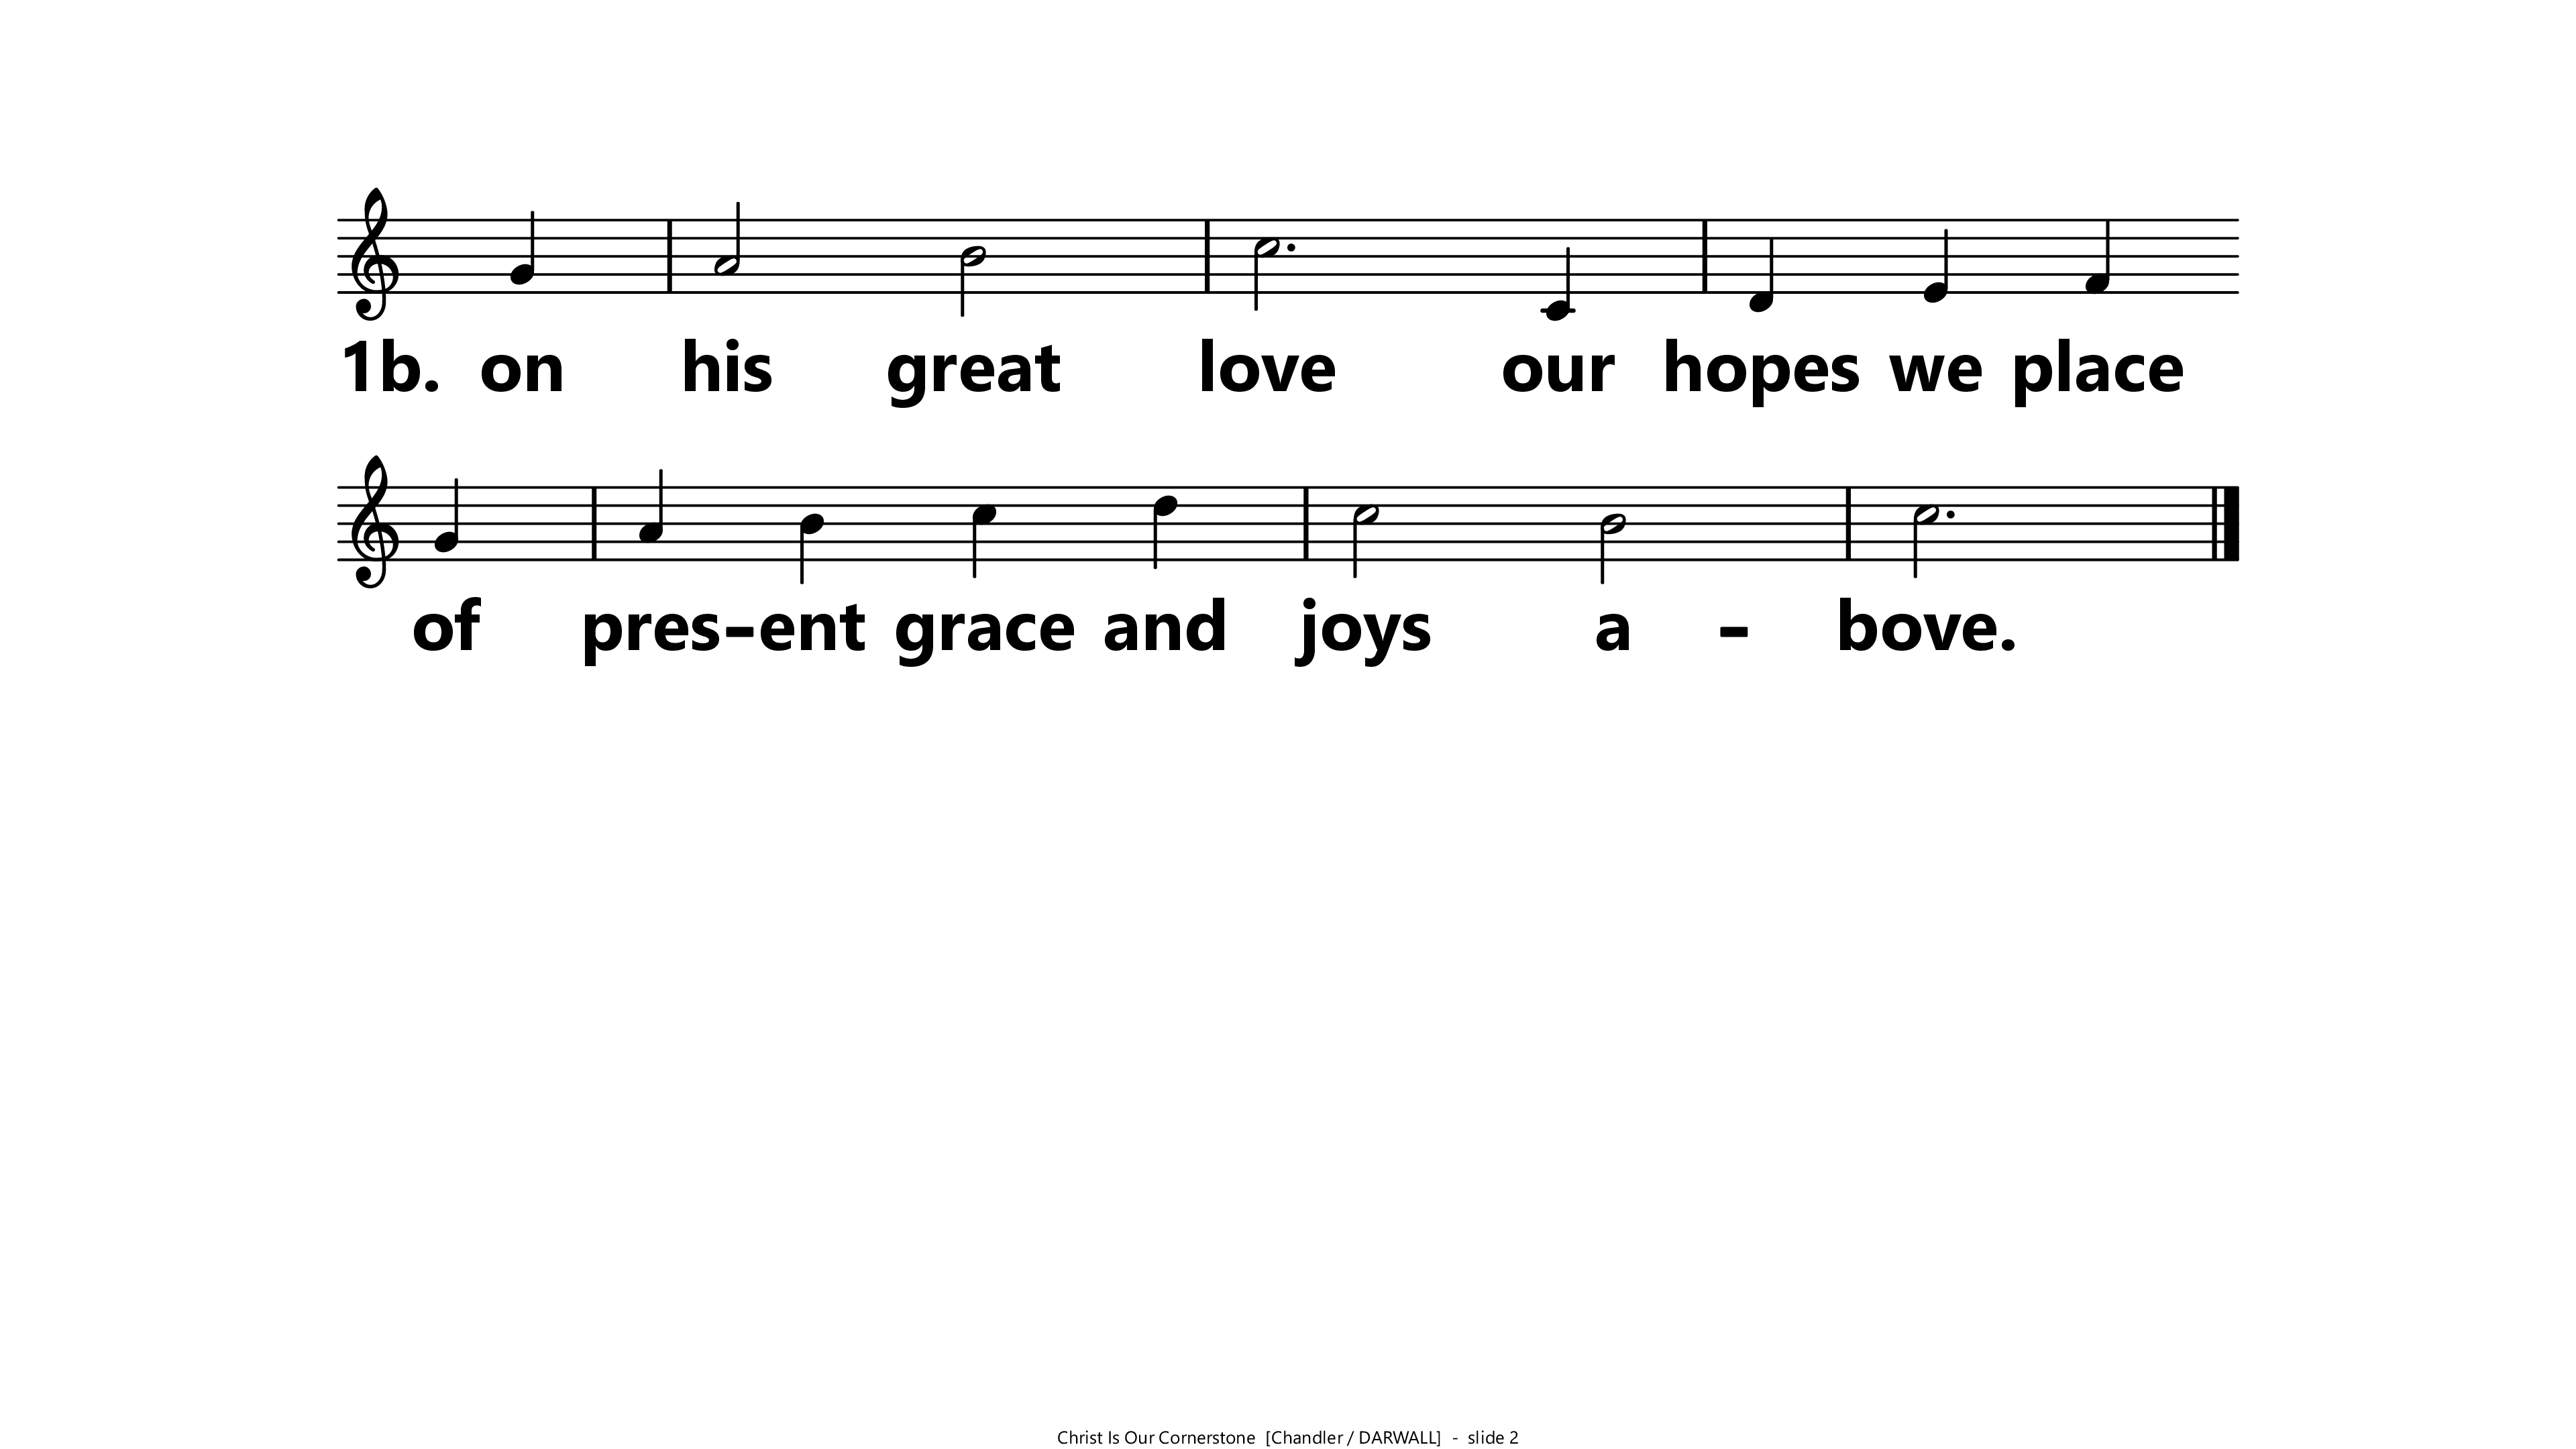 1b. on his great love our hopes we place
of pres-ent grace and joys a - bove.
Christ Is Our Cornerstone [Chandler / DARWALL] - slide 2